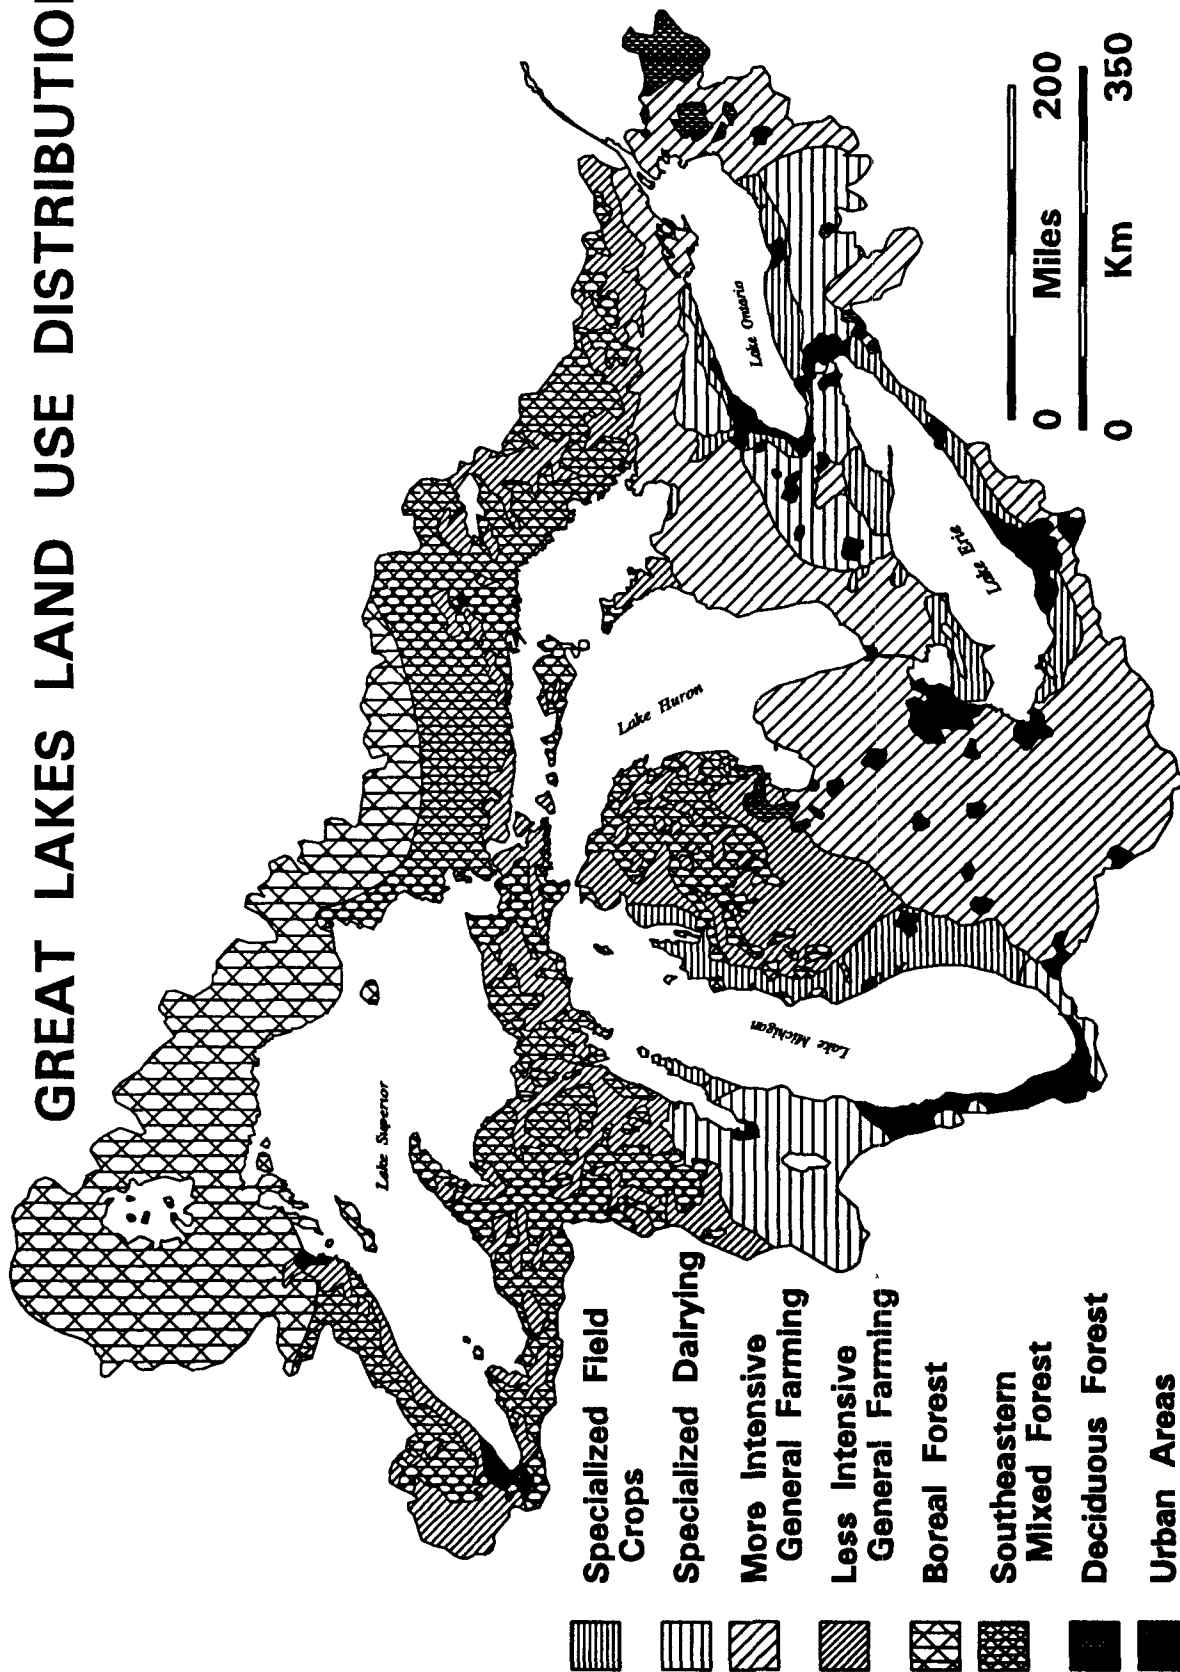 GREAT LAKES LAND USE DISTRIBUTION
Lake Superior
Lake Michigan
Lake Huron
Lake Erie
Lake Ontario
Specialized Field
Crops
Specialized Dairying
More Intensive
General Farming
Less Intensive
General Farming
Boreal Forest
Southeastern
Mixed Forest
Deciduous Forest
Urban Areas
0 Miles 200
0 Km 350